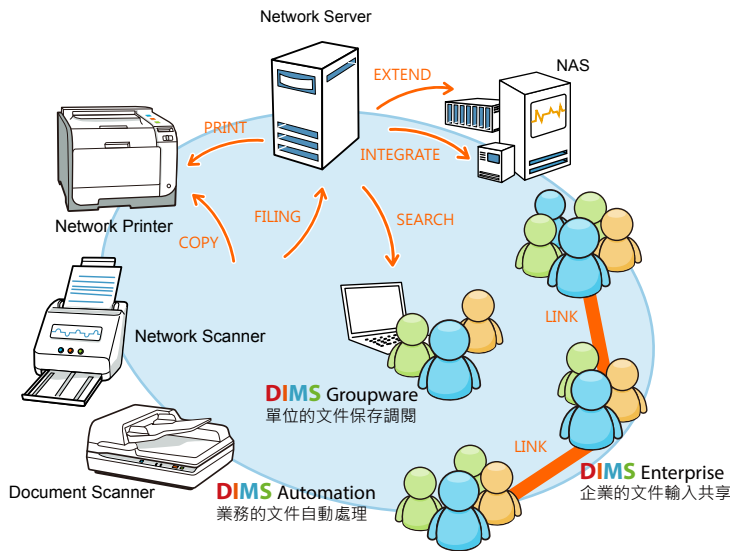 Network Server
EXTEND
NAS
PRINT
INTEGRATE
Network Printer
FILING
SEARCH
COPY
LINK
Network Scanner
DIMS Groupware
單位的文件保存調閱
LINK
DIMS Enterprise
企業的文件輸入共享
Document Scanner
DIMS Automation
業務的文件自動處理